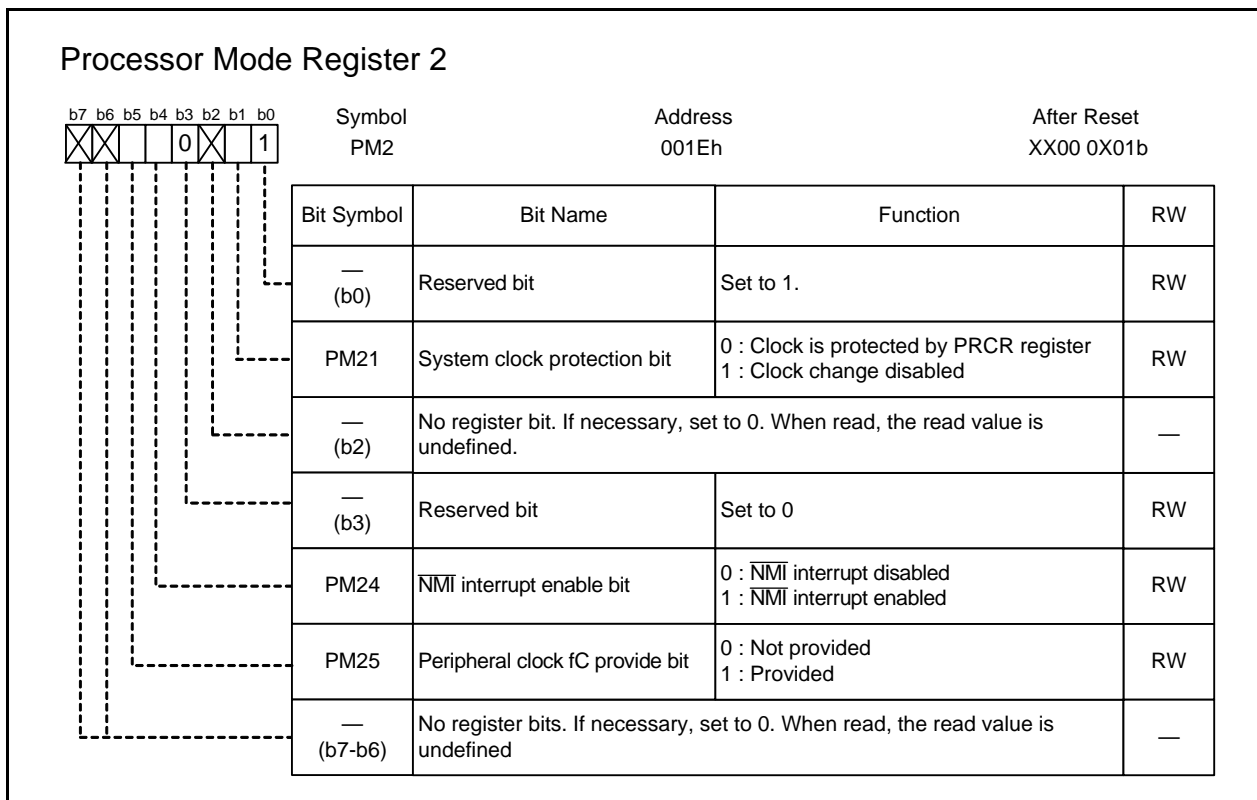 Processor Mode Register 2
b7 b6 b5 b4 b3 b2 b1 b0
0 1
Symbol Address After Reset
PM2 001Eh XX00 0X01b
Bit Symbol Bit Name Function RW
—
(b0) Reserved bit Set to 1. RW
PM21 System clock protection bit 0 : Clock is protected by PRCR register
1 : Clock change disabled RW
—
(b2) No register bit. If necessary, set to 0. When read, the read value is
undefined. —
—
(b3) Reserved bit Set to 0 RW
PM24 N̅M̅I̅ interrupt enable bit 0 : N̅M̅I̅ interrupt disabled
1 : N̅M̅I̅ interrupt enabled RW
PM25 Peripheral clock fC provide bit 0 : Not provided
1 : Provided RW
—
(b7-b6) No register bits. If necessary, set to 0. When read, the read value is
undefined —